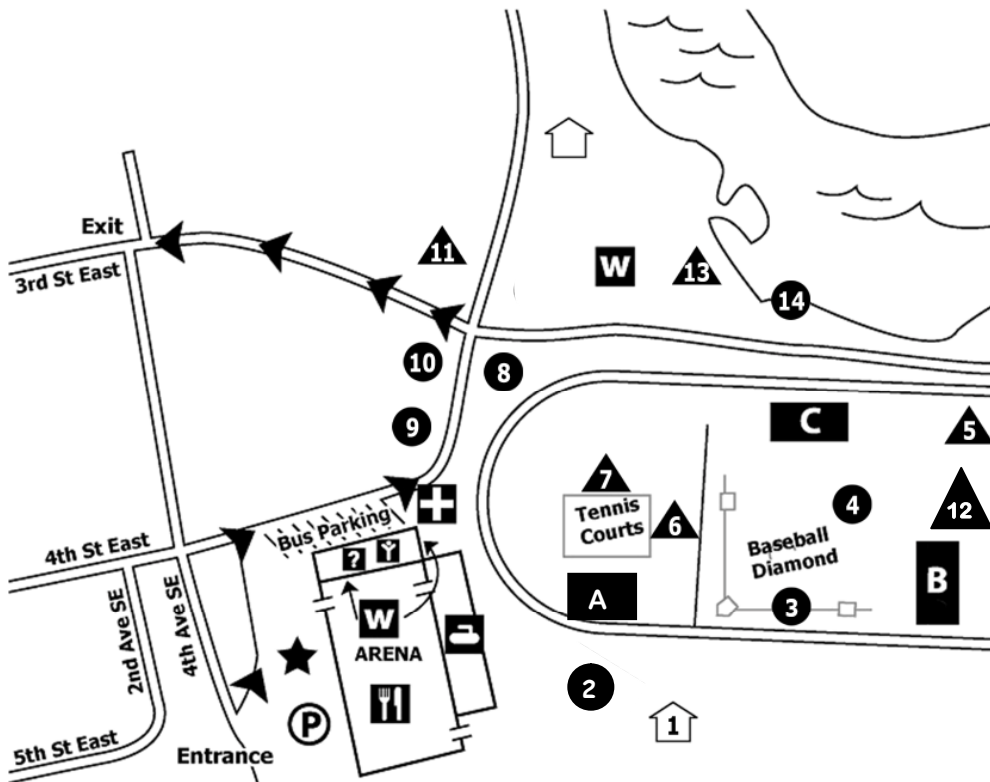 Exit
3rd St East
11
W
13
14
10
8
9
C
5
7
4
12
Tennis
Courts
6
Bus Parking
Baseball
Diamond
4th St East
?
B
A
3
W
ARENA
2nd Ave SE
4th Ave SE
2
P
1
5th St East
Entrance